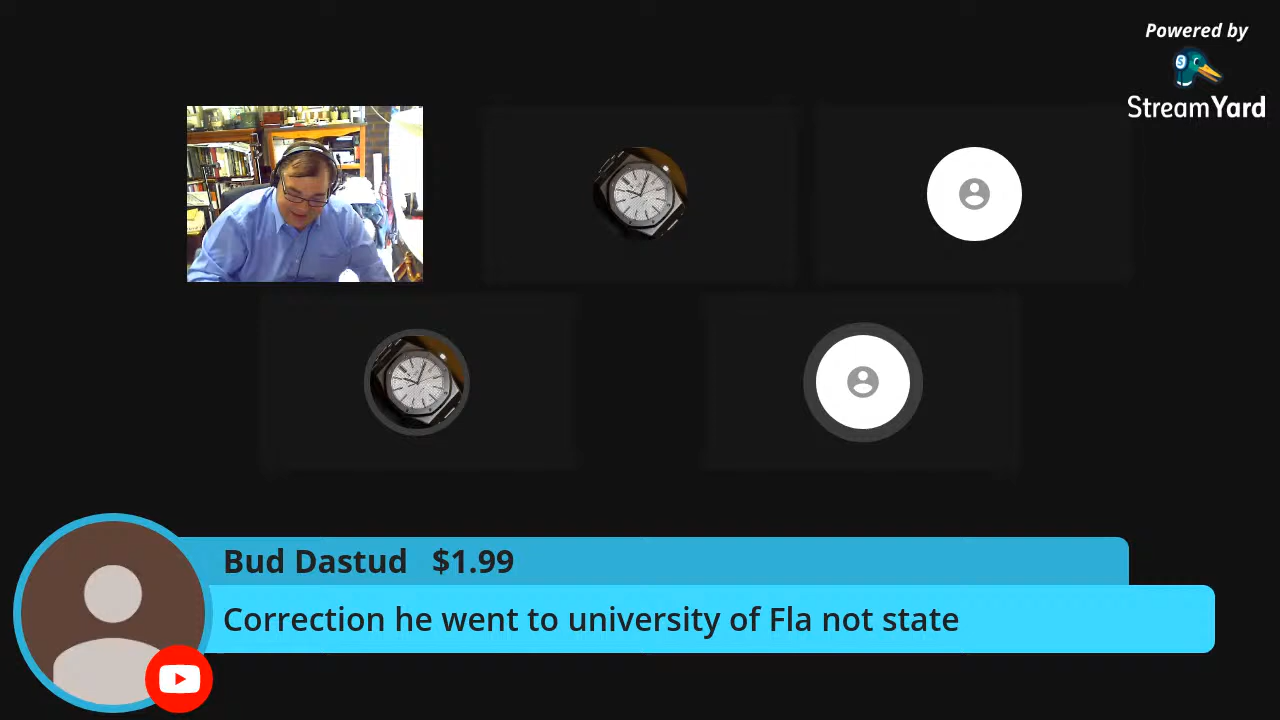 Powered by
StreamYard
Bud Dastud $1.99
Correction he went to university of Fla not state